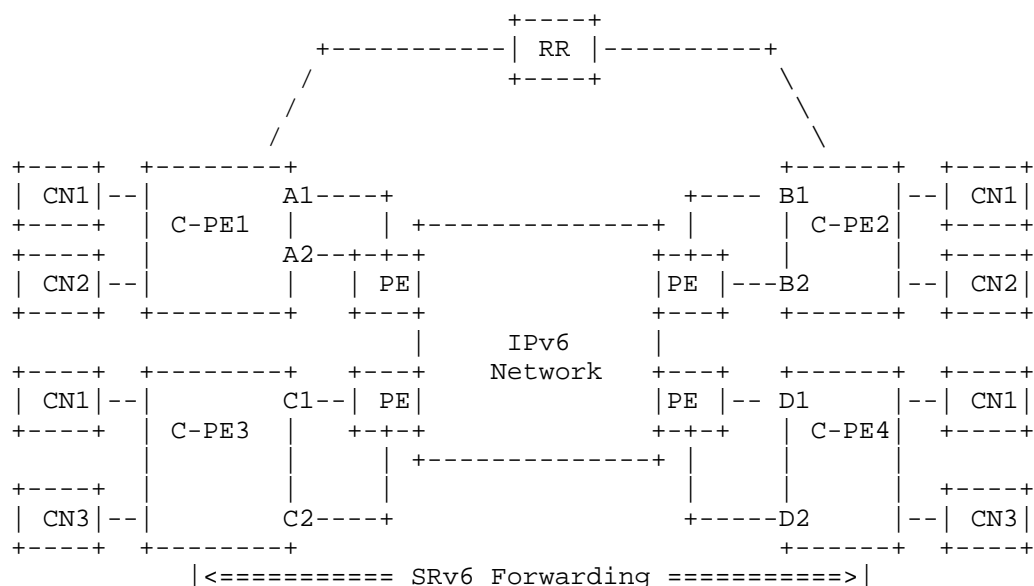 RR
CN1 A1 B1 CN1
C-PE1 C-PE2
A2
CN2 PE PE B2 CN2
IPv6
Network
CN1 C1 PE PE D1 CN1
C-PE3 C-PE4
CN3 C2 D2 CN3
SRv6 Forwarding